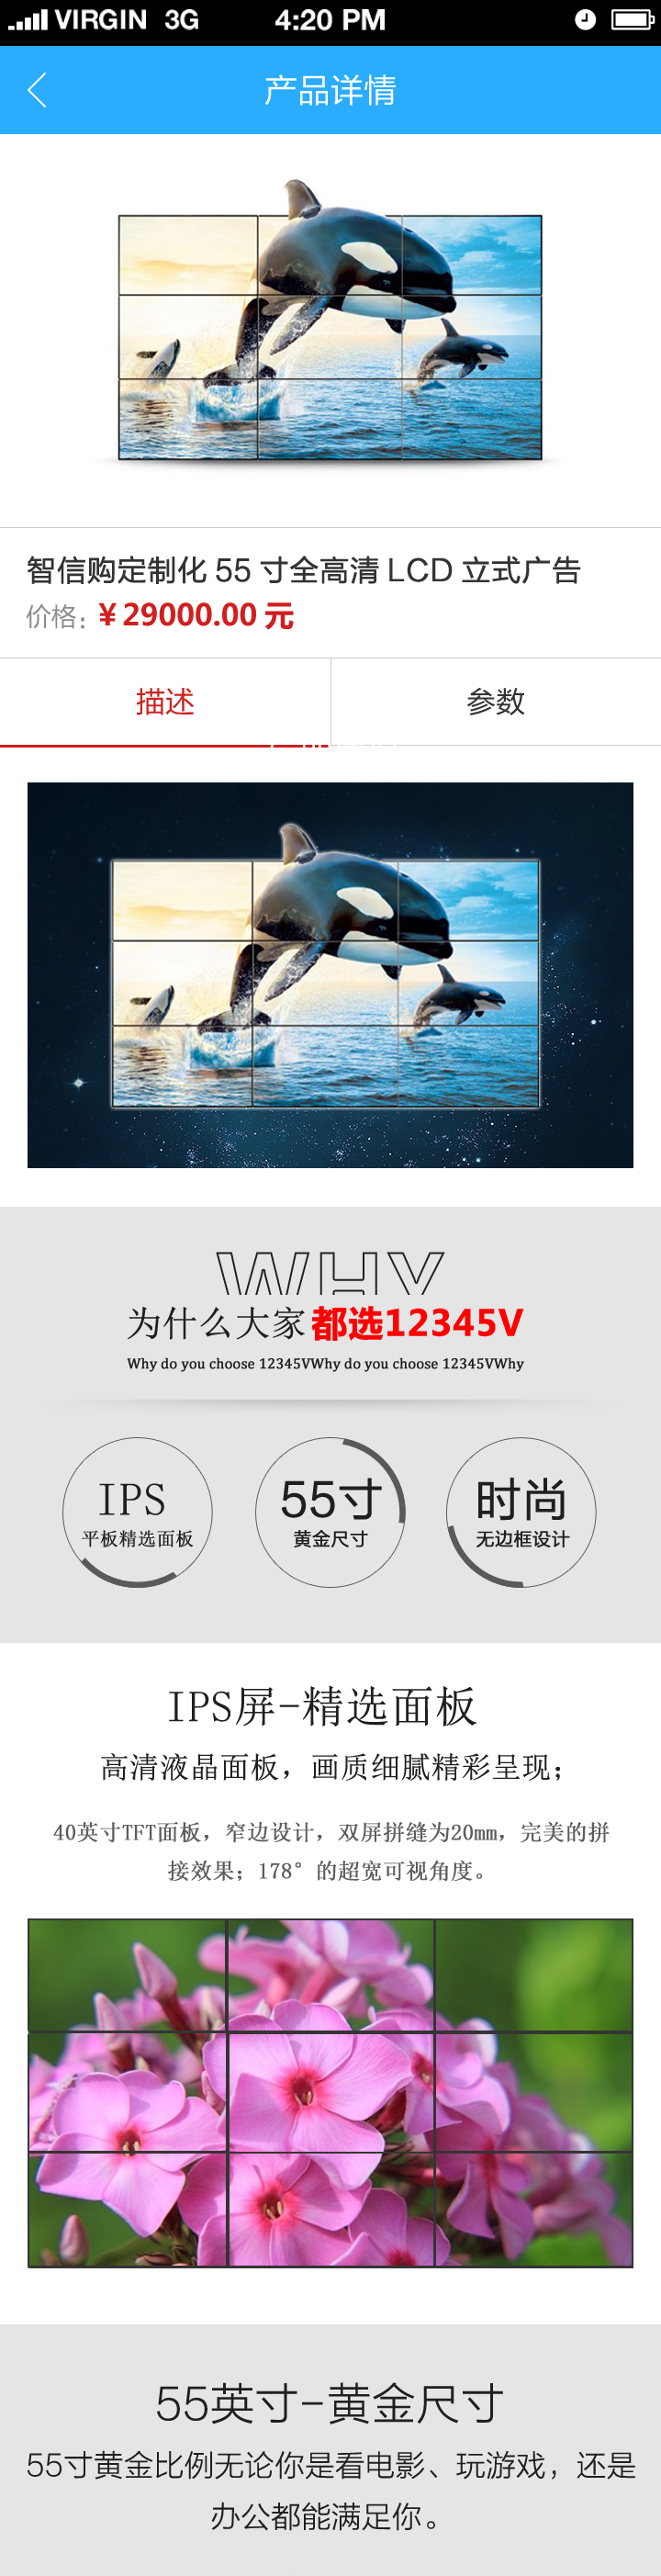 VIRGIN 3G 4:20 PM
产品详情
智信购定制化 55 寸全高清 LCD 立式广告
价格：￥29000.00 元
描述 参数
WHY
为什么大家都选12345V
Why do you choose 12345VWhy do you choose 12345VWhy
IPS 55寸 时尚
平板精选面板 黄金尺寸 无边框设计
IPS屏-精选面板
高清液晶面板，画质细腻精彩呈现；
40英寸TFT面板，窄边设计，双屏拼缝为20mm，完美的拼
接效果；178°的超宽可视角度。
55英寸-黄金尺寸
55寸黄金比例无论你是看电影、玩游戏，还是
办公都能满足你。